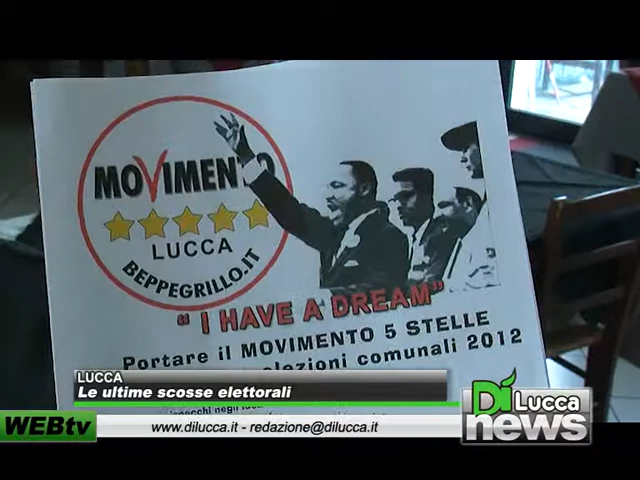 MOVIMENTO
LUCCA
BEPPEGRILLO.IT
"I HAVE A DREAM"
Portare il MOVIMENTO 5 STELLE
elezioni comunali 2012
negli
LUCCA
Le ultime scosse elettorali
WEBtv
www.dilucca.it - redazione@dilucca.it
Di Lucca
news